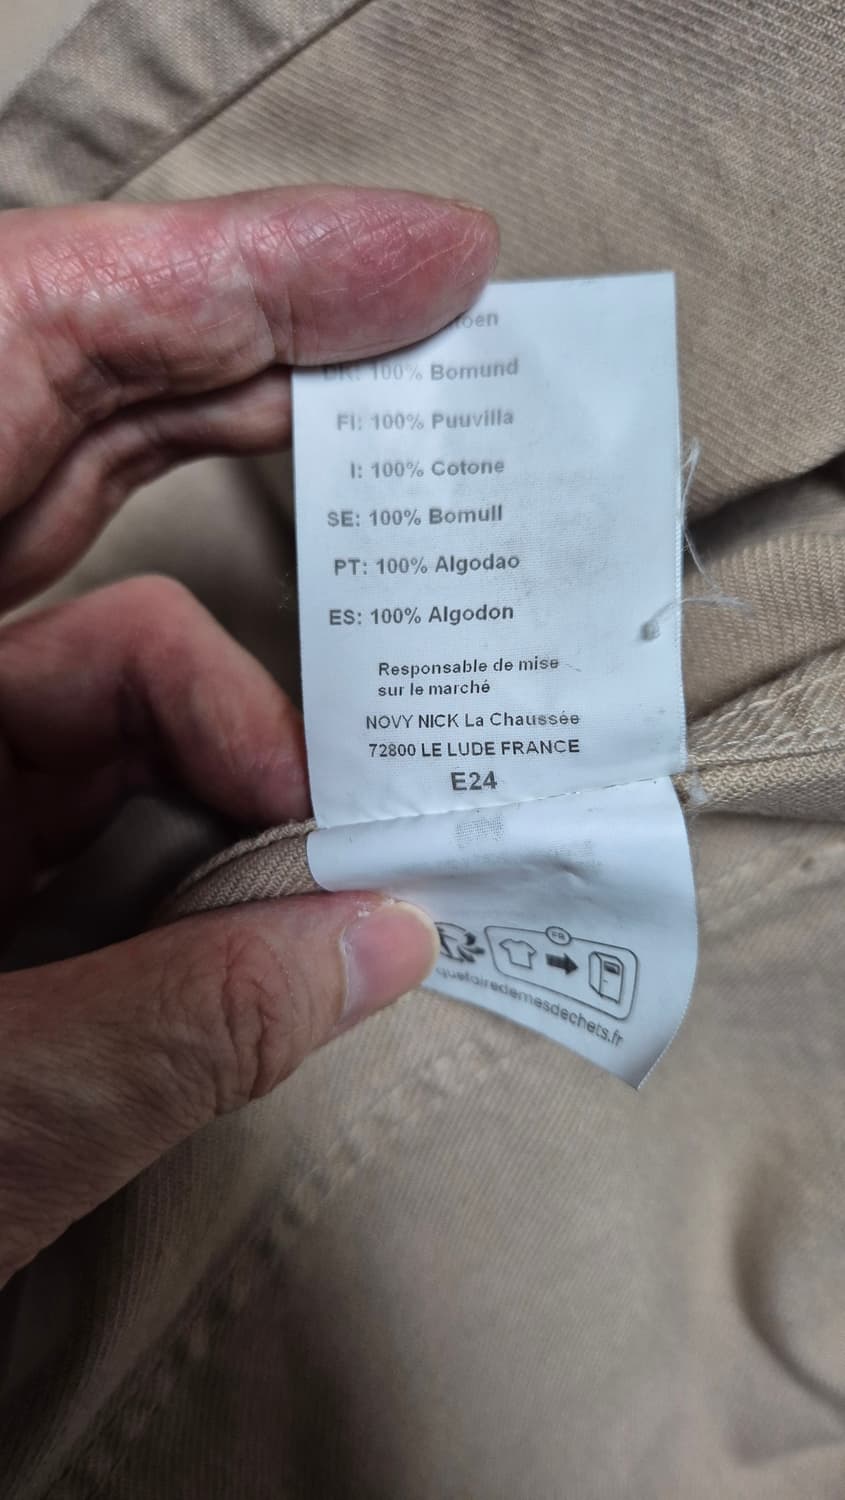 DK: 100% Bomund
FI: 100% Puuvilla
I: 100% Cotone
SE: 100% Bomull
PT: 100% Algodao
ES: 100% Algodon
Responsable de mise
sur le marché
NOVY NICK La Chaussée
72800 LE LUDE FRANCE
E24
FR
quefairedemesdechets.fr